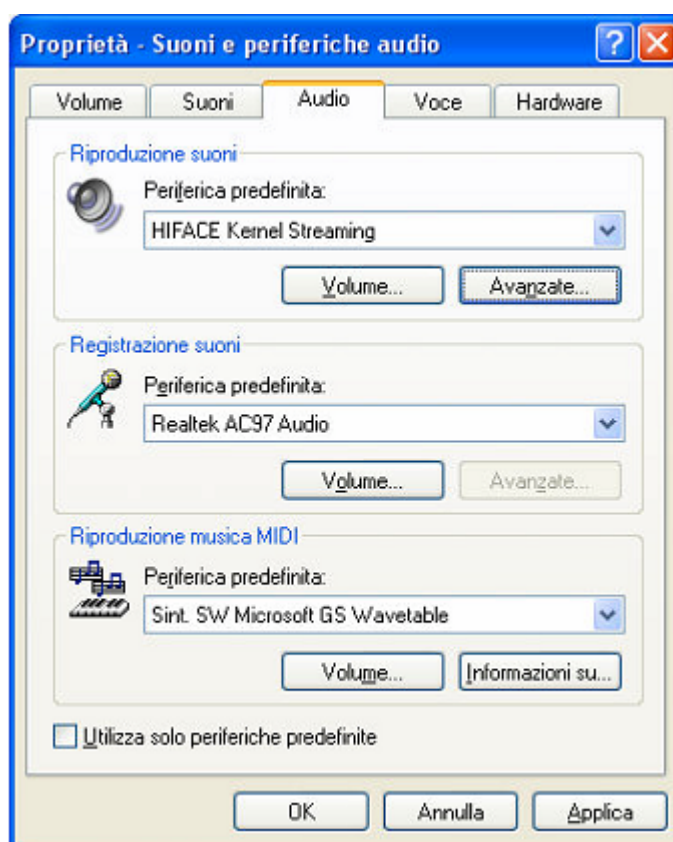 Proprietà - Suoni e periferiche audio
Volume Suoni Audio Voce Hardware
Riproduzione suoni
Periferica predefinita:
HIFACE Kernel Streaming
Volume... Avanzate...
Registrazione suoni
Periferica predefinita:
Realtek AC97 Audio
Volume... Avanzate...
Riproduzione musica MIDI
Periferica predefinita:
Sint. SW Microsoft GS Wavetable
Volume... Informazioni su...
Utilizza solo periferiche predefinite
OK Annulla Applica